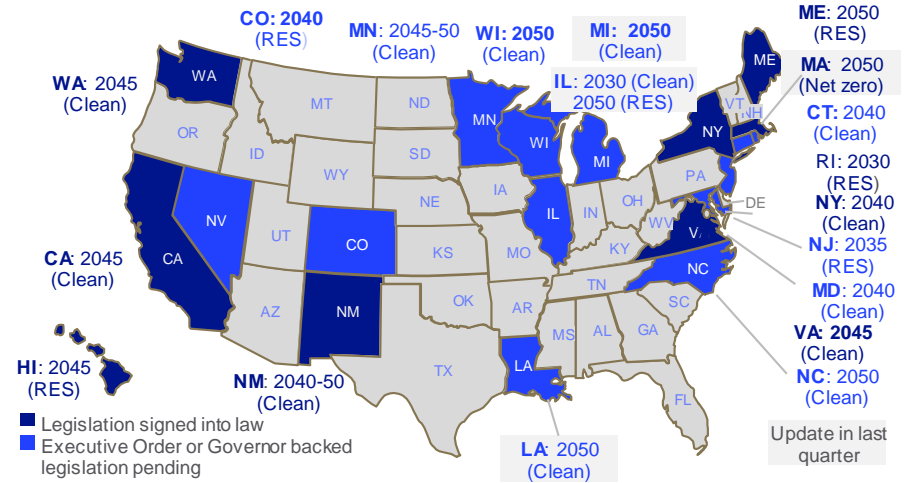 CO: 2040
(RES)
MN: 2045-50
(Clean)
WI: 2050
(Clean)
MI: 2050
(Clean)
IL: 2030 (Clean)
2050 (RES)
ME: 2050
(RES)
MA: 2050
(Net zero)
CT: 2040
(Clean)
RI: 2030
(RES)
NY: 2040
(Clean)
NJ: 2035
(RES)
MD: 2040
(Clean)
VA: 2045
(Clean)
NC: 2050
(Clean)
WA: 2045
(Clean)
CA: 2045
(Clean)
HI: 2045
(RES)
NM: 2040-50
(Clean)
LA: 2050
(Clean)
WA
MT
ND
MN
ME
VT
NH
OR
ID
SD
WI
NY
WY
MI
IA
PA
NE
NV
UT
CO
IL
IN
OH
WV
DE
CA
KS
MO
KY
NC
TN
AZ
NM
OK
AR
SC
MS
AL
GA
TX
LA
FL
Legislation signed into law
Executive Order or Governor backed
legislation pending
Update in last
quarter